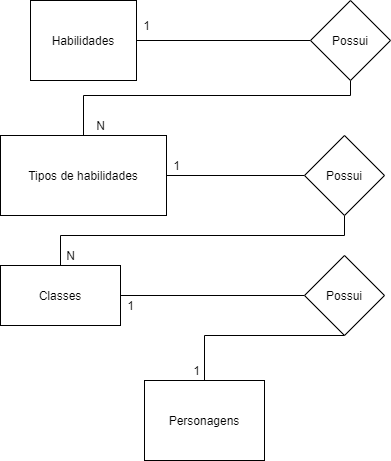 Habilidades
1
Possui
N
Tipos de habilidades
1
Possui
N
Classes
1
Possui
1
Personagens